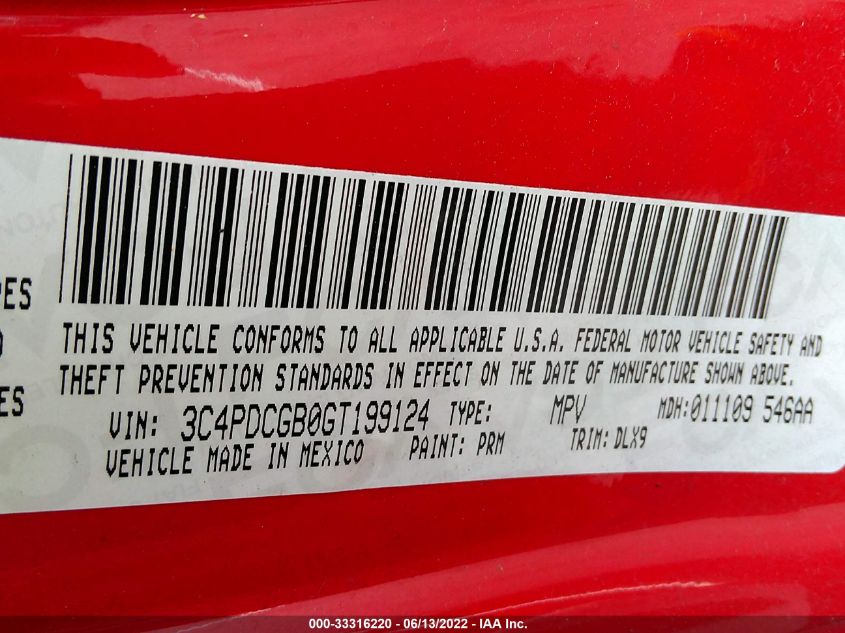 PES
THIS VEHICLE CONFORMS TO ALL APPLICABLE U.S.A. FEDERAL MOTOR VEHICLE SAFETY AND
THEFT PREVENTION STANDARDS IN EFFECT ON THE DATE OF MANUFACTURE SHOWN ABOVE.
ES
VIN: 3C4PDCGB0GT199124 TYPE: MPV MDH:011109 546AA
VEHICLE MADE IN MEXICO PAINT: PRM TRIM: DLX9
000-33316220 - 06/13/2022 - IAA Inc.